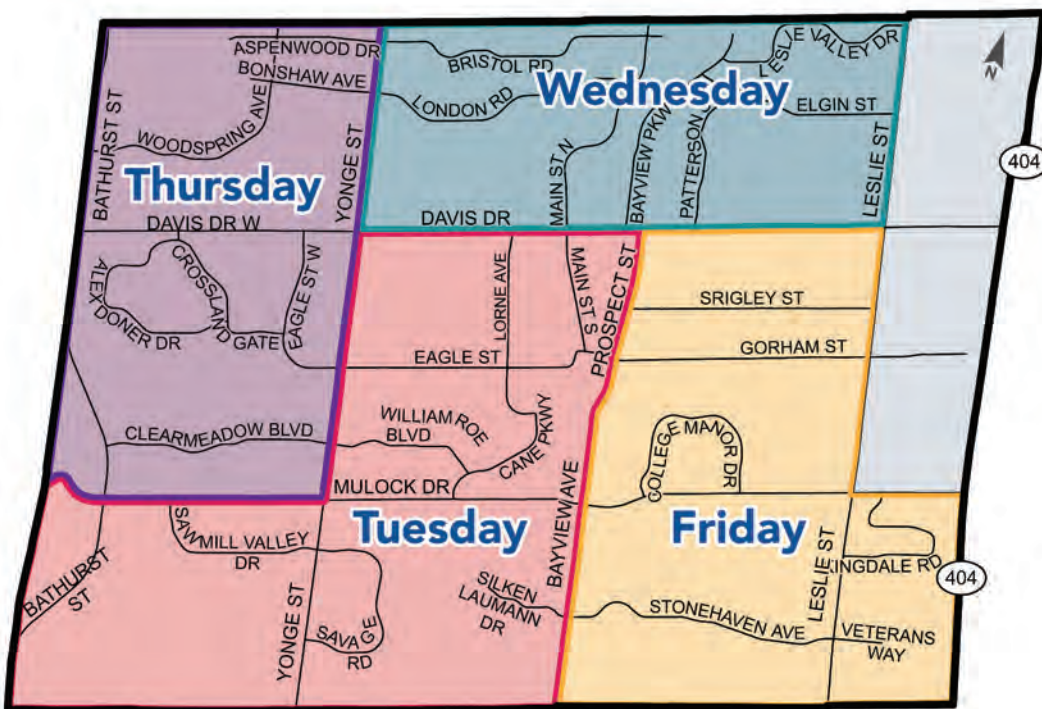 ASPENWOOD DR
BONSHAW AVE
WOODSPRING AVE
BATHURST ST
YONGE ST
Thursday
DAVIS DR W
BRISTOL RD
LONDON RD
LESLIE VALLEY DR
Wednesday
ELGIN ST
MAIN ST N
BAYVIEW PKWY
PATTERSON
LESLIE ST
DAVIS DR
N
404
CROSSLAND
GATE
ALEX DONER DR
EAGLE ST W
CLEARMEADOW BLVD
LORNE AVE
MAIN ST S
PROSPECT ST
EAGLE ST
WILLIAM ROE
BLVD
CANE PKWY
MULOCK DR
SRIGLEY ST
GORHAM ST
COLLEGE MANOR DR
Tuesday
Friday
SAWMILL VALLEY
DR
BATHURST
ST
YONGE ST
SAVAGE
RD
BAYVIEW AVE
SILKEN
LAUMANN
DR
STONEHAVEN AVE
LESLIE ST
RD
404
VETERANS
WAY